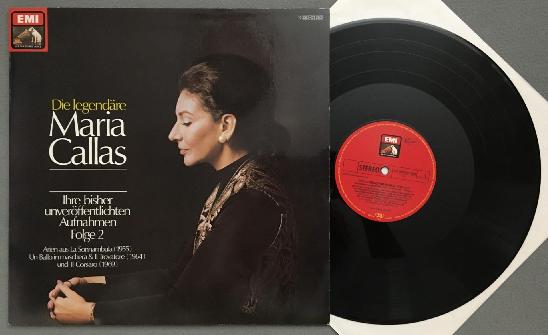 EMI
Die legendäre
Maria
Callas
Ihre bisher
unveröffentlichten
Aufnahmen
Folge 2
Arien aus La Sonnambula (1955)
Un Ballo in maschera & Il Trovatore (1964)
und Il Corsaro (1969)
EMI
STEREO